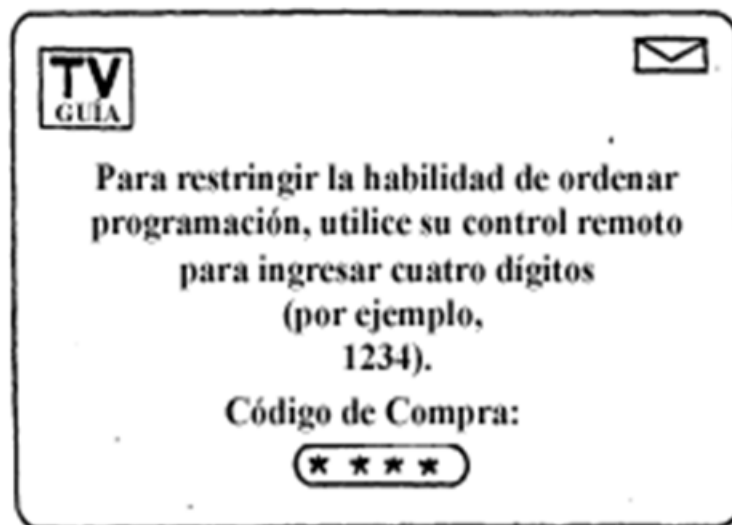 TV
GUÍA
Para restringir la habilidad de ordenar
programación, utilice su control remoto
para ingresar cuatro dígitos
(por ejemplo,
1234).
Código de Compra:
* * * *